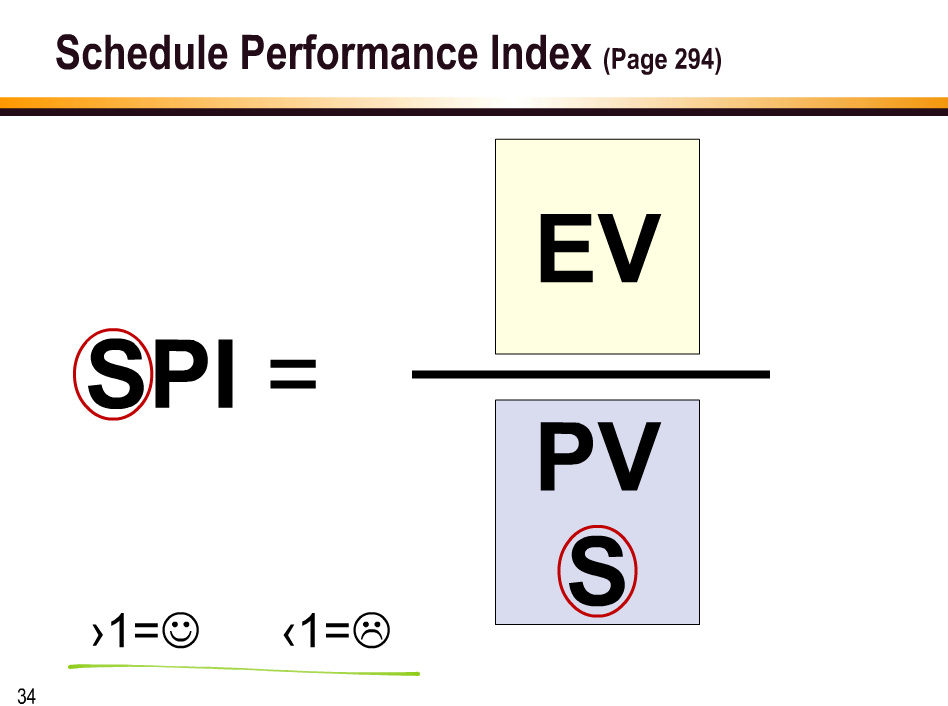 Schedule Performance Index (Page 294)
EV
SPI =
PV
S
›1=☺ ‹1=☹
34